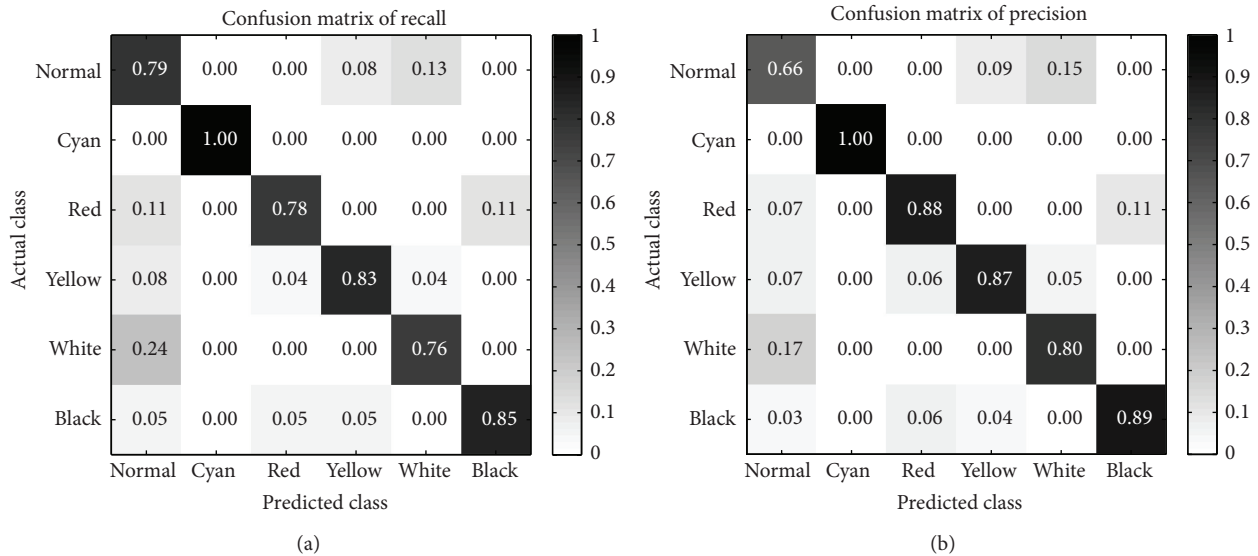 Confusion matrix of recall
Actual class
Normal 0.79 0.00 0.00 0.08 0.13 0.00
Cyan 0.00 1.00 0.00 0.00 0.00 0.00
Red 0.11 0.00 0.78 0.00 0.00 0.11
Yellow 0.08 0.00 0.04 0.83 0.04 0.00
White 0.24 0.00 0.00 0.00 0.76 0.00
Black 0.05 0.00 0.05 0.05 0.00 0.85
Normal Cyan Red Yellow White Black
Predicted class
1
0.9
0.8
0.7
0.6
0.5
0.4
0.3
0.2
0.1
0
(a)
Confusion matrix of precision
Actual class
Normal 0.66 0.00 0.00 0.09 0.15 0.00
Cyan 0.00 1.00 0.00 0.00 0.00 0.00
Red 0.07 0.00 0.88 0.00 0.00 0.11
Yellow 0.07 0.00 0.06 0.87 0.05 0.00
White 0.17 0.00 0.00 0.00 0.80 0.00
Black 0.03 0.00 0.06 0.04 0.00 0.89
Normal Cyan Red Yellow White Black
Predicted class
1
0.9
0.8
0.7
0.6
0.5
0.4
0.3
0.2
0.1
0
(b)